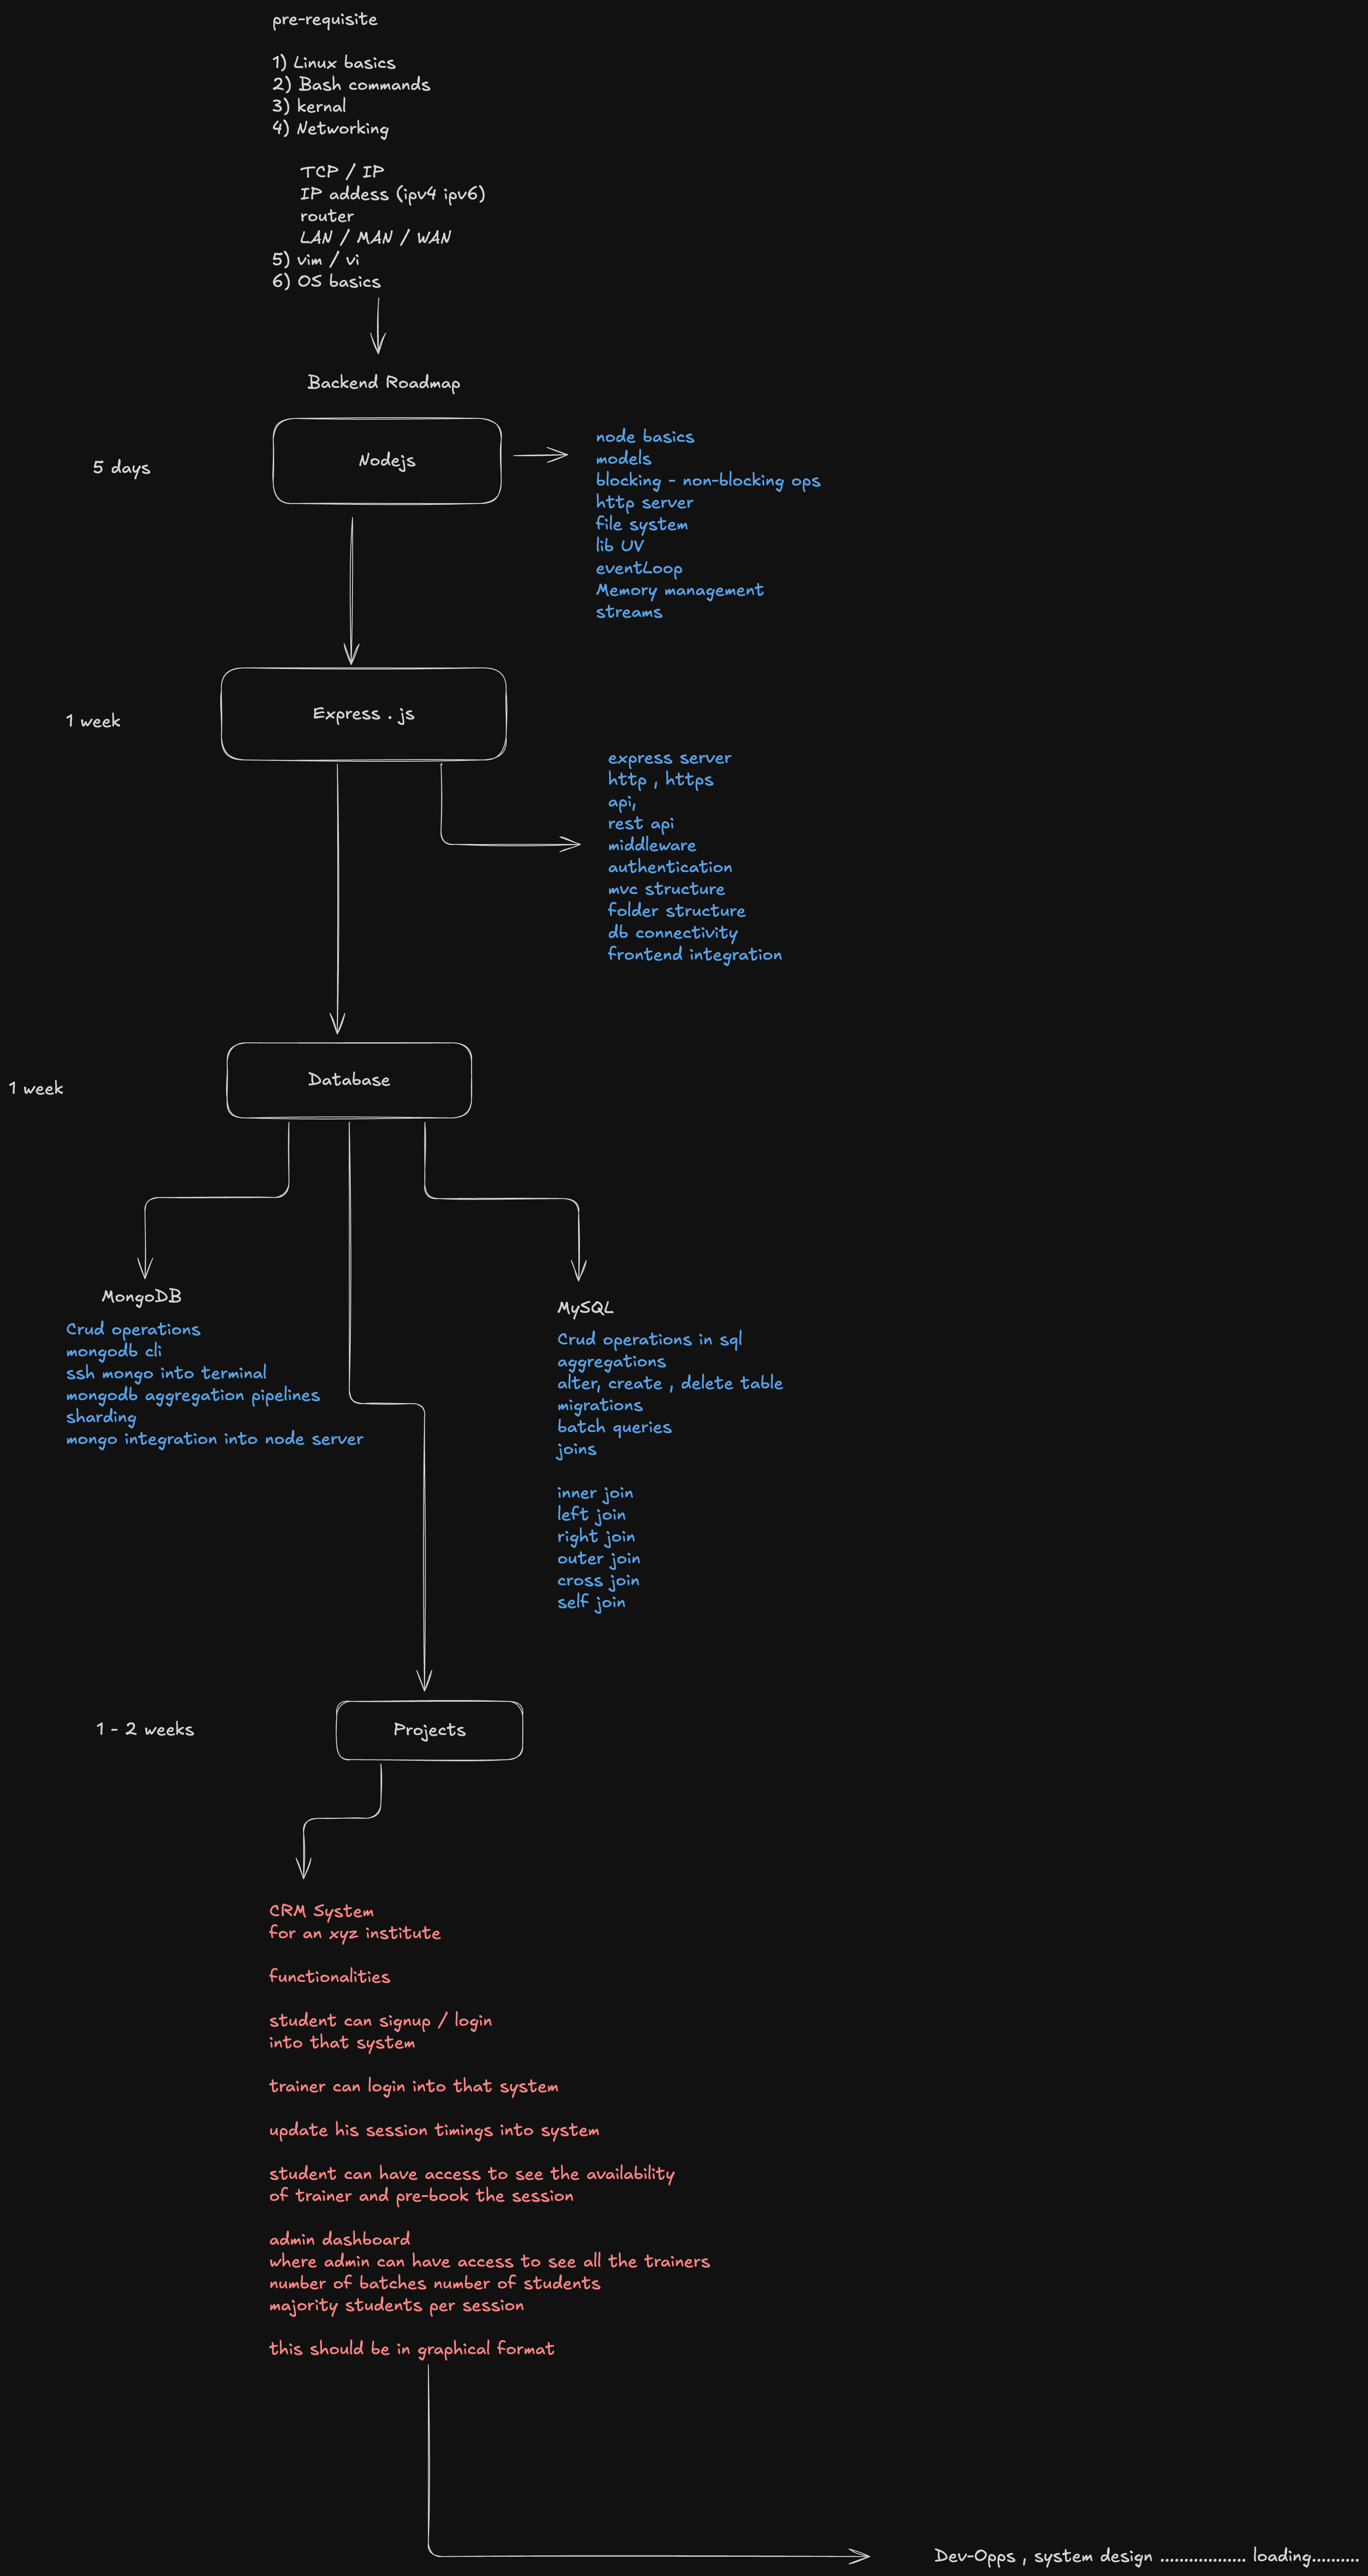 pre-requisite
1) Linux basics
2) Bash commands
3) kernal
4) Networking
TCP / IP
IP addess (ipv4 ipv6)
router
LAN / MAN / WAN
5) vim / vi
6) OS basics
Backend Roadmap
5 days
Nodejs
node basics
models
blocking - non-blocking ops
http server
file system
lib UV
eventLoop
Memory management
streams
1 week
Express . js
express server
http , https
api,
rest api
middleware
authentication
mvc structure
folder structure
db connectivity
frontend integration
1 week
Database
MongoDB
Crud operations
mongodb cli
ssh mongo into terminal
mongodb aggregation pipelines
sharding
mongo integration into node server
MySQL
Crud operations in sql
aggregations
alter, create , delete table
migrations
batch queries
joins
inner join
left join
right join
outer join
cross join
self join
1 - 2 weeks
Projects
CRM System
for an xyz institute
functionalities
student can signup / login
into that system
trainer can login into that system
update his session timings into system
student can have access to see the availability
of trainer and pre-book the session
admin dashboard
where admin can have access to see all the trainers
number of batches number of students
majority students per session
this should be in graphical format
Dev-Opps , system design .................. loading..........